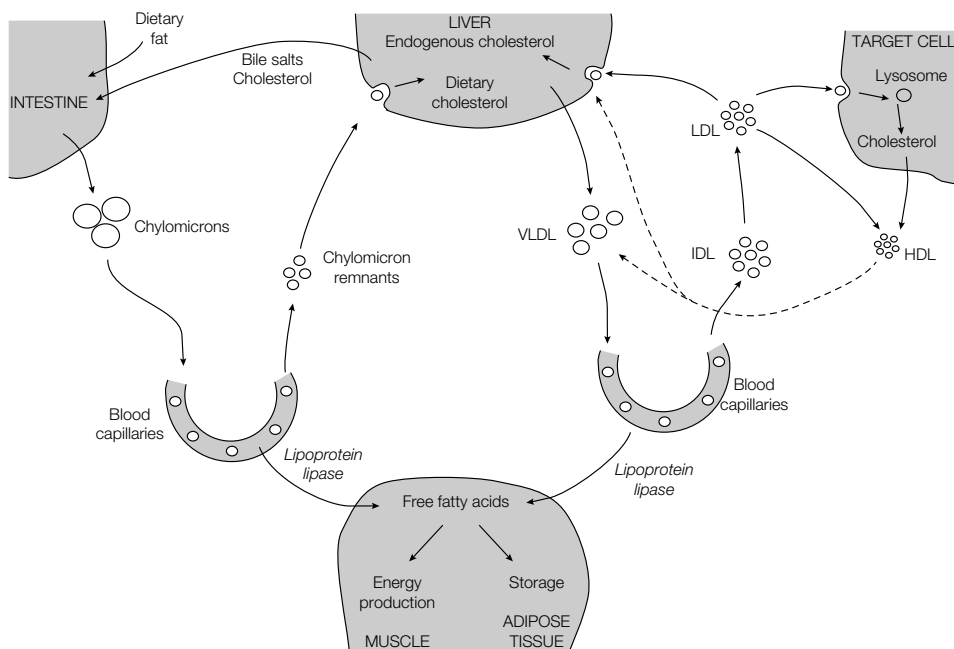 Dietary
fat
INTESTINE
Bile salts
Cholesterol
LIVER
Endogenous cholesterol
Dietary
cholesterol
TARGET CELL
Lysosome
Cholesterol
LDL
Chylomicrons
Chylomicron
remnants
VLDL
IDL
HDL
Blood
capillaries
Lipoprotein
lipase
Blood
capillaries
Lipoprotein
lipase
Free fatty acids
Energy
production
Storage
MUSCLE
ADIPOSE
TISSUE